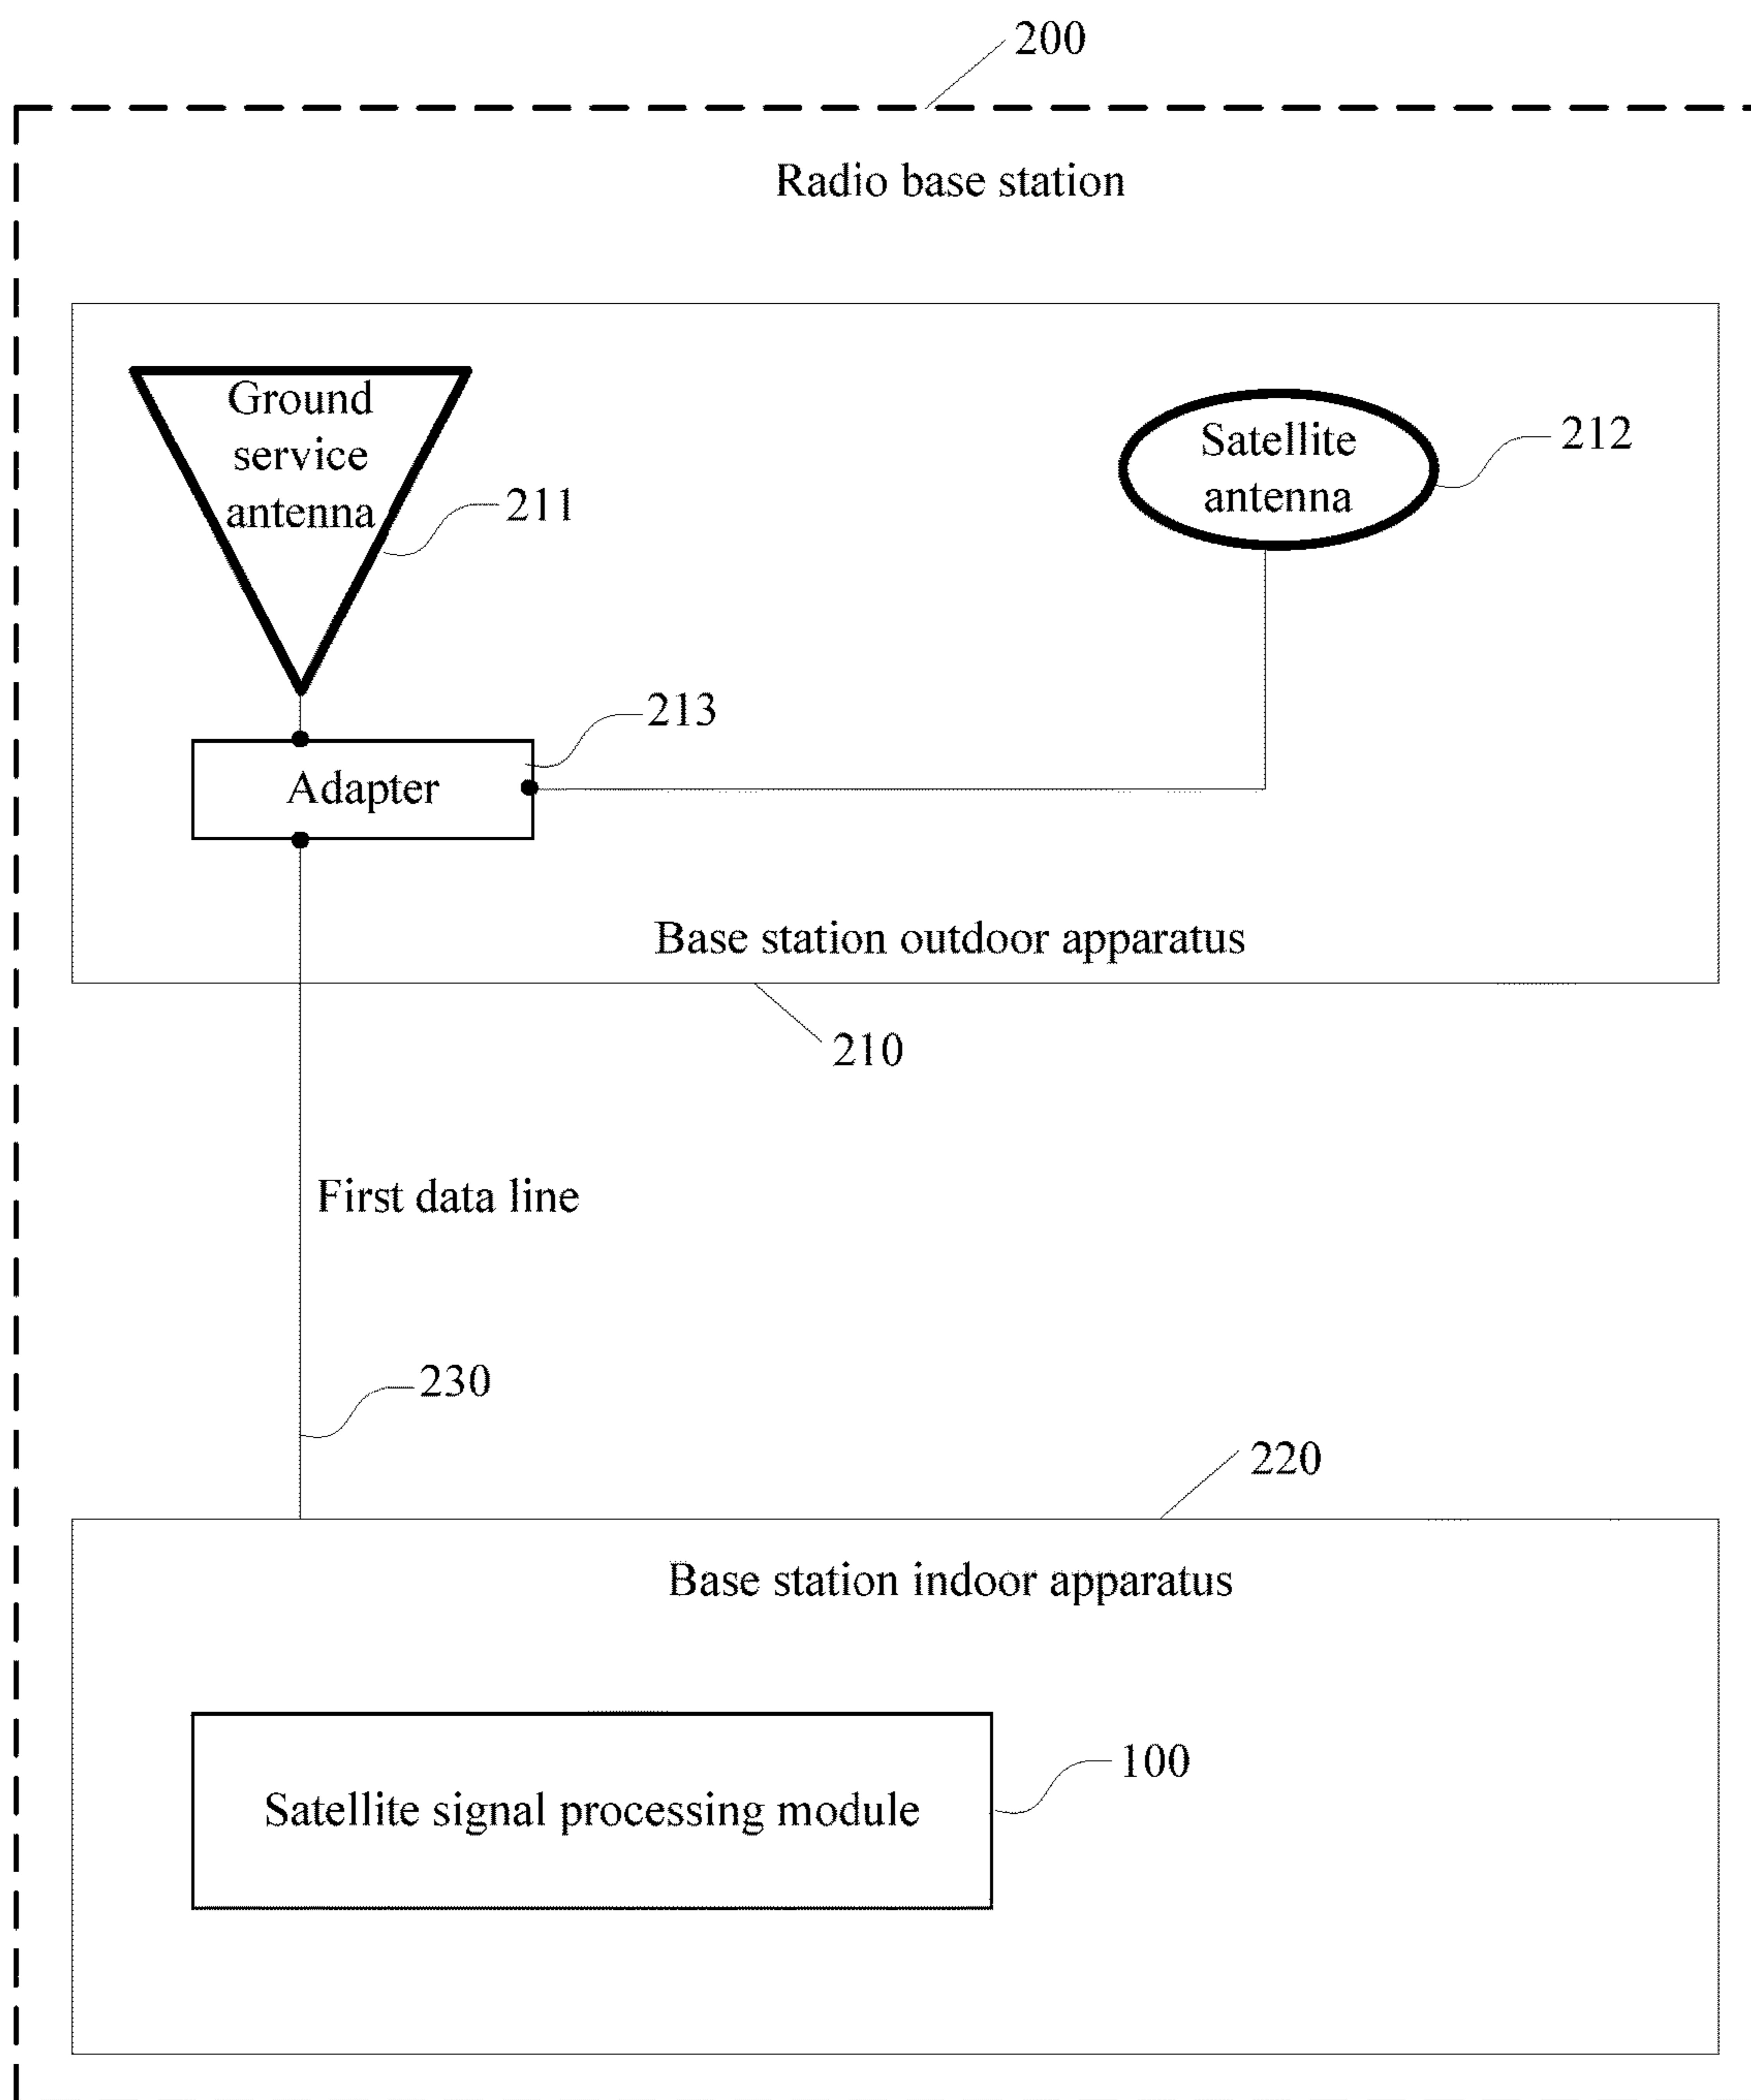 200
Radio base station
Ground
service
antenna
211
Satellite
antenna
212
213
Adapter
Base station outdoor apparatus
210
First data line
230
220
Base station indoor apparatus
100
Satellite signal processing module